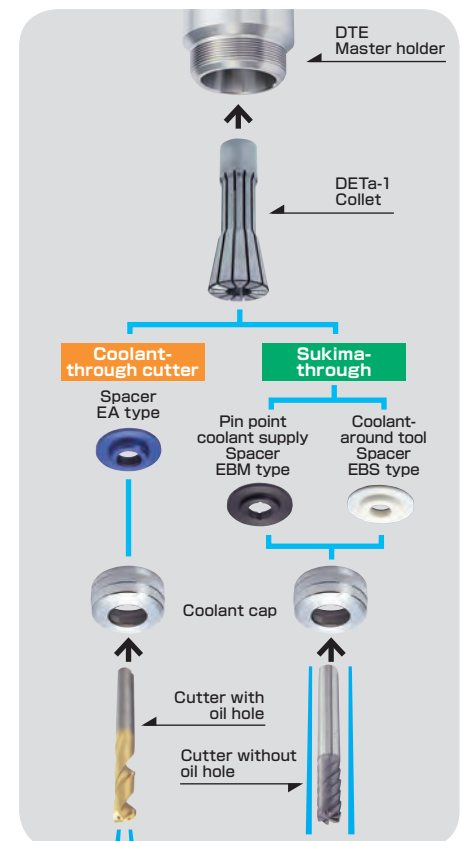 DTE
Master holder
DETa-1
Collet
Coolant-
through cutter
Sukima-
through
Spacer
EA type
Pin point
coolant supply
Spacer
EBM type
Coolant-
around tool
Spacer
EBS type
Coolant cap
Cutter with
oil hole
Cutter without
oil hole